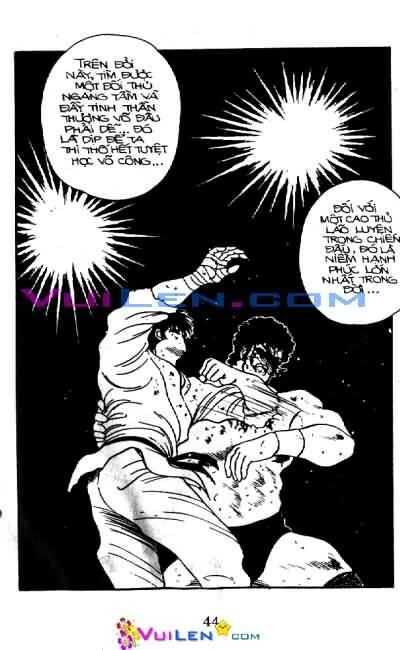 TRÊN ĐỜI
NÀY, TÌM ĐƯỢC
MỘT ĐỐI THỦ
NGANG TẦM VÀ
ĐẦY TINH THẦN
THƯỢNG VÕ ĐÂU
PHẢI DỄ... ĐÓ
LÀ DỊP ĐỂ TA
THI THỐ HẾT TUYỆT
HỌC VÕ CÔNG...
ĐỐI VỚI
MỘT CAO THỦ
LÃO LUYỆN
TRONG CHIẾN
ĐẤU, ĐÓ LÀ
NIỀM HẠNH
PHÚC LỚN
NHẤT TRONG
ĐỜI...
VUILEN.COM
44
VUILEN.COM